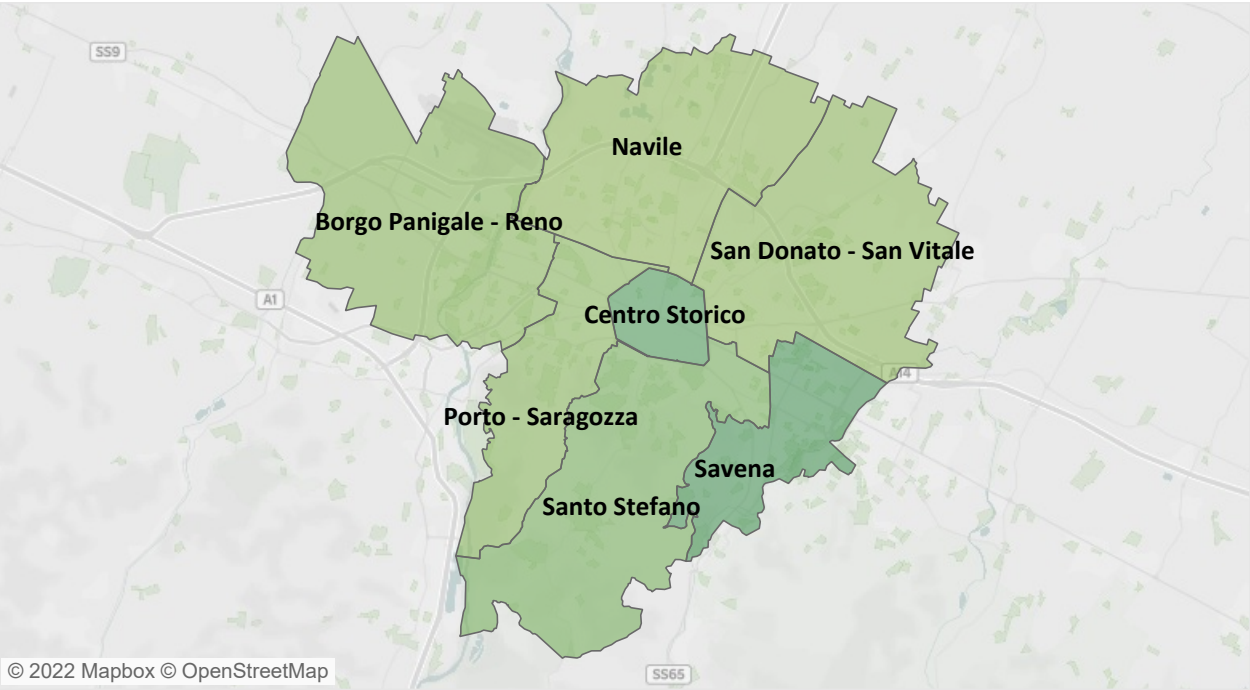 SS9
Navile
Borgo Panigale - Reno
San Donato - San Vitale
A1
Centro Storico
A14
Porto - Saragozza
Savena
Santo Stefano
© 2022 Mapbox © OpenStreetMap
SS65